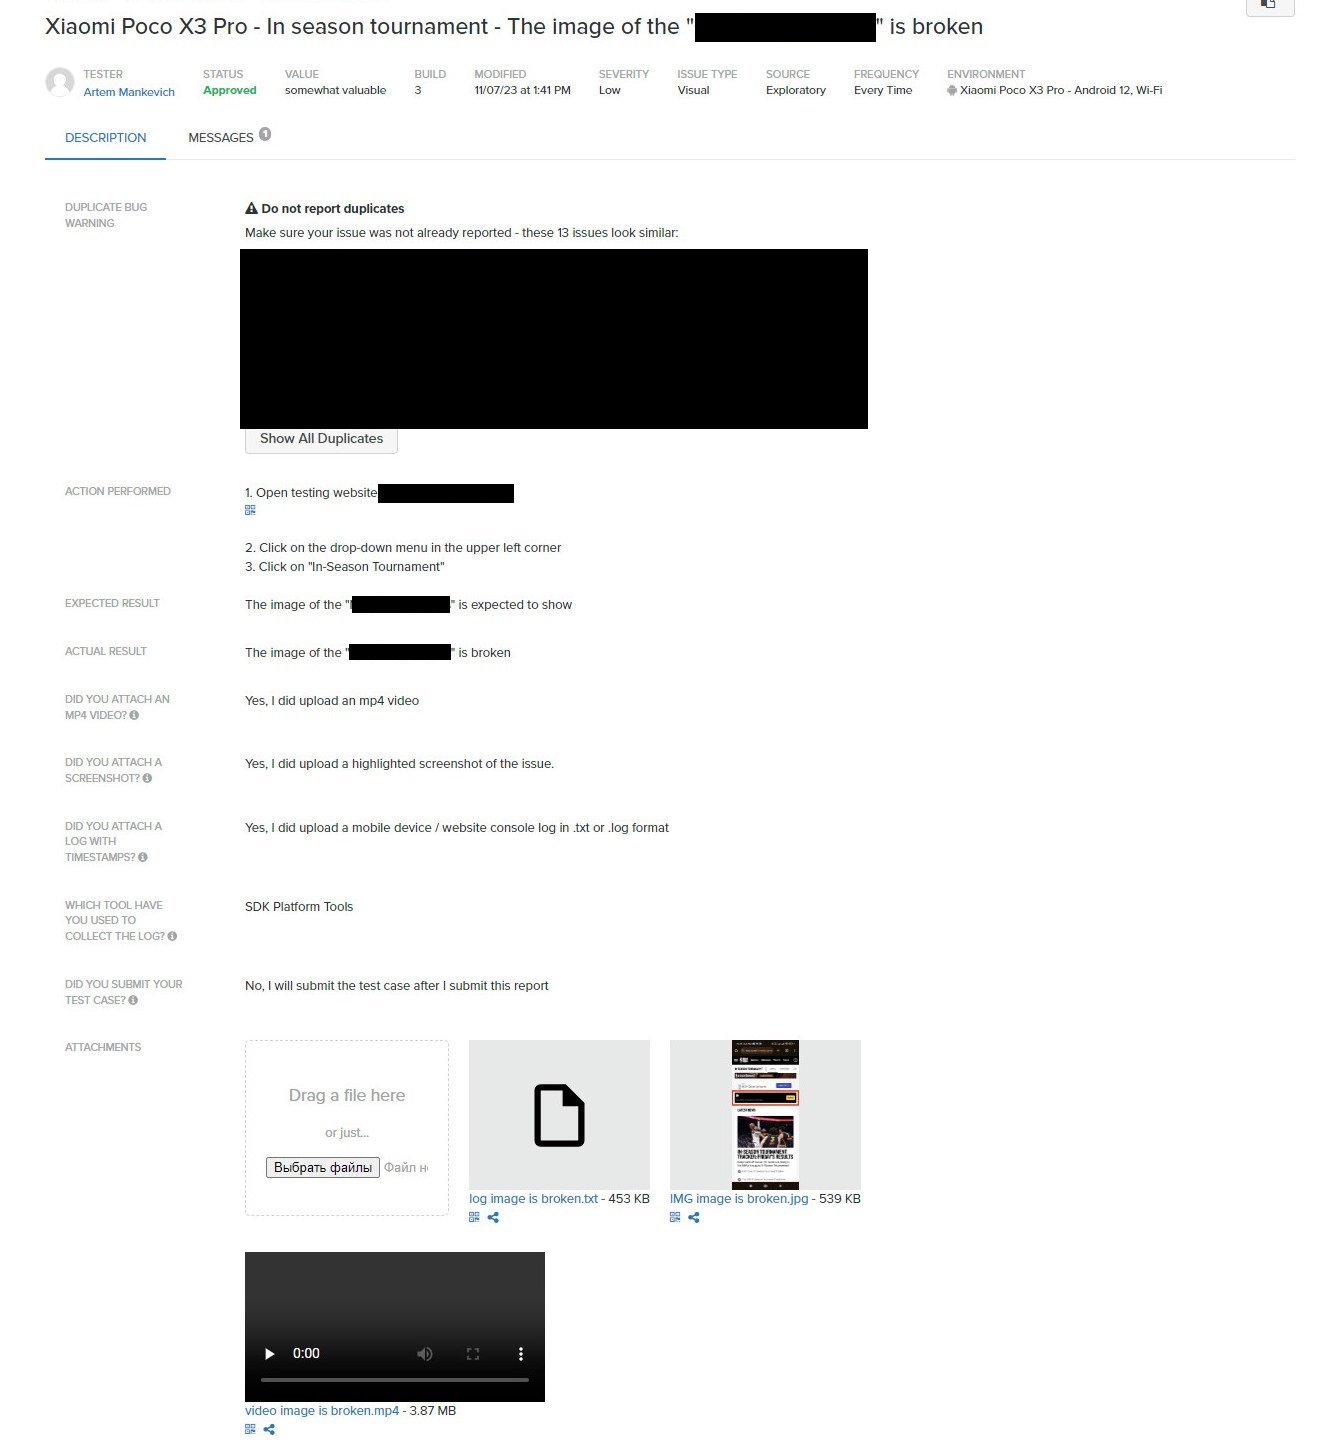 Xiaomi Poco X3 Pro - In season tournament - The image of the " " is broken
TESTER
Artem Mankevich
STATUS
Approved
VALUE
somewhat valuable
BUILD
3
MODIFIED
11/07/23 at 1:41 PM
SEVERITY
Low
ISSUE TYPE
Visual
SOURCE
Exploratory
FREQUENCY
Every Time
ENVIRONMENT
Xiaomi Poco X3 Pro - Android 12, Wi-Fi
DESCRIPTION
MESSAGES 1
DUPLICATE BUG
WARNING
Do not report duplicates
Make sure your issue was not already reported - these 13 issues look similar:
Show All Duplicates
ACTION PERFORMED
1. Open testing website
2. Click on the drop-down menu in the upper left corner
3. Click on "In-Season Tournament"
EXPECTED RESULT
The image of the " " is expected to show
ACTUAL RESULT
The image of the " " is broken
DID YOU ATTACH AN
MP4 VIDEO?
Yes, I did upload an mp4 video
DID YOU ATTACH A
SCREENSHOT?
Yes, I did upload a highlighted screenshot of the issue.
DID YOU ATTACH A
LOG WITH
TIMESTAMPS?
Yes, I did upload a mobile device / website console log in .txt or .log format
WHICH TOOL HAVE
YOU USED TO
COLLECT THE LOG?
SDK Platform Tools
DID YOU SUBMIT YOUR
TEST CASE?
No, I will submit the test case after I submit this report
ATTACHMENTS
Drag a file here
or just...
Выбрать файлы Файл
log image is broken.txt - 453 KB
IN-SEASON TOURNAMENT
TRACKER: FRIDAY'S RESULTS
IMG image is broken.jpg - 539 KB
0:00
video image is broken.mp4 - 3.87 MB